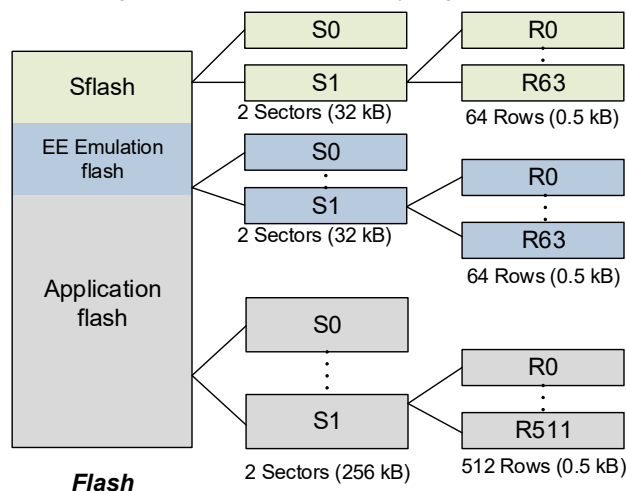 S0
R0
Sflash
S1
R63
2 Sectors (32 kB)
64 Rows (0.5 kB)
EE Emulation
flash
S0
R0
S1
2 Sectors (32 kB)
R63
64 Rows (0.5 kB)
Application
flash
S0
R0
S1
R511
2 Sectors (256 kB)
512 Rows (0.5 kB)
Flash